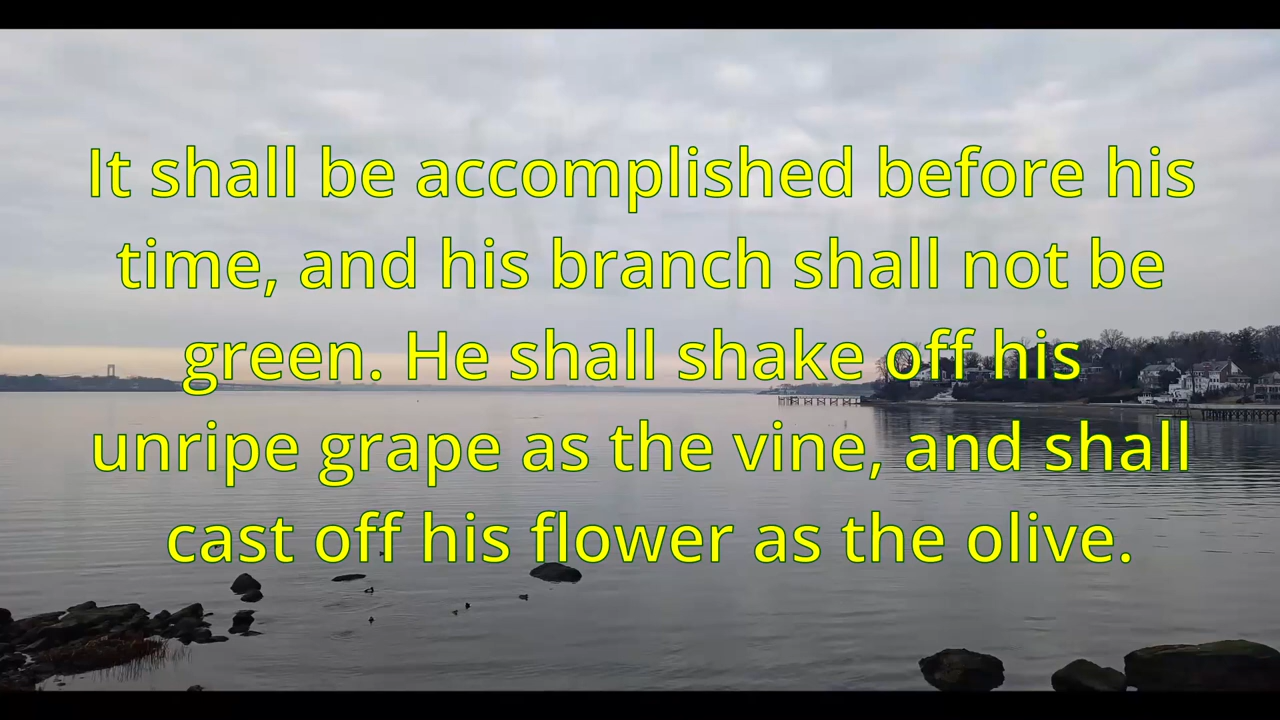 It shall be accomplished before his
time, and his branch shall not be
green. He shall shake off his
unripe grape as the vine, and shall
cast off his flower as the olive.